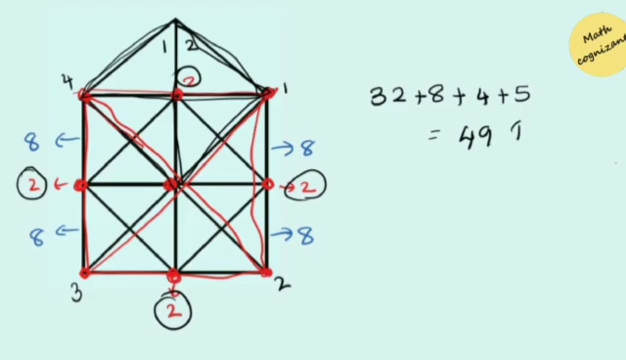 Math
cognizant
1 2
4 2 1
32+8+4+5
8 8
= 49
2 2
8 8
3 2
2